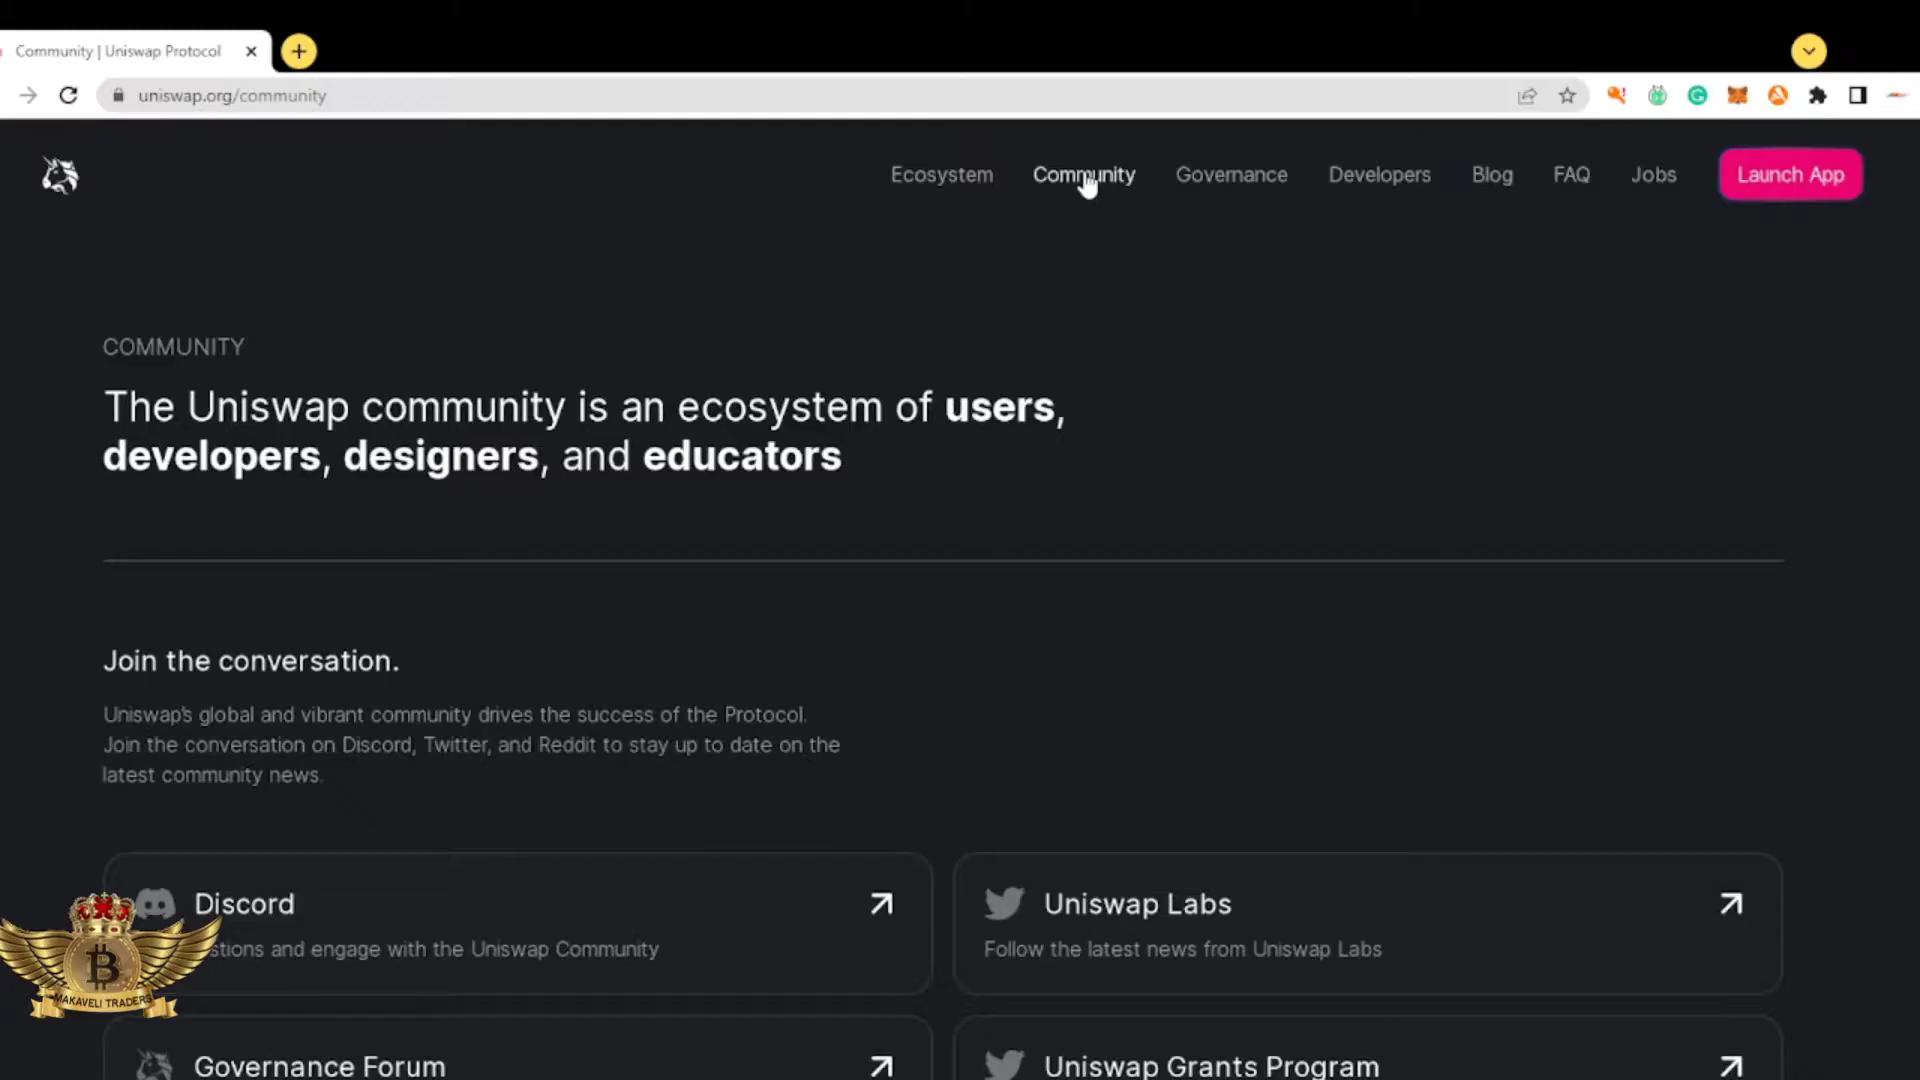 Community | Uniswap Protocol
uniswap.org/community
Ecosystem
Community
Governance
Developers
Blog
FAQ
Jobs
Launch App
COMMUNITY
The Uniswap community is an ecosystem of users,
developers, designers, and educators
Join the conversation.
Uniswap's global and vibrant community drives the success of the Protocol.
Join the conversation on Discord, Twitter, and Reddit to stay up to date on the
latest community news.
Discord
and engage with the Uniswap Community
Uniswap Labs
Follow the latest news from Uniswap Labs
MAKAVELI TRADERS
Governance Forum
Uniswap Grants Program